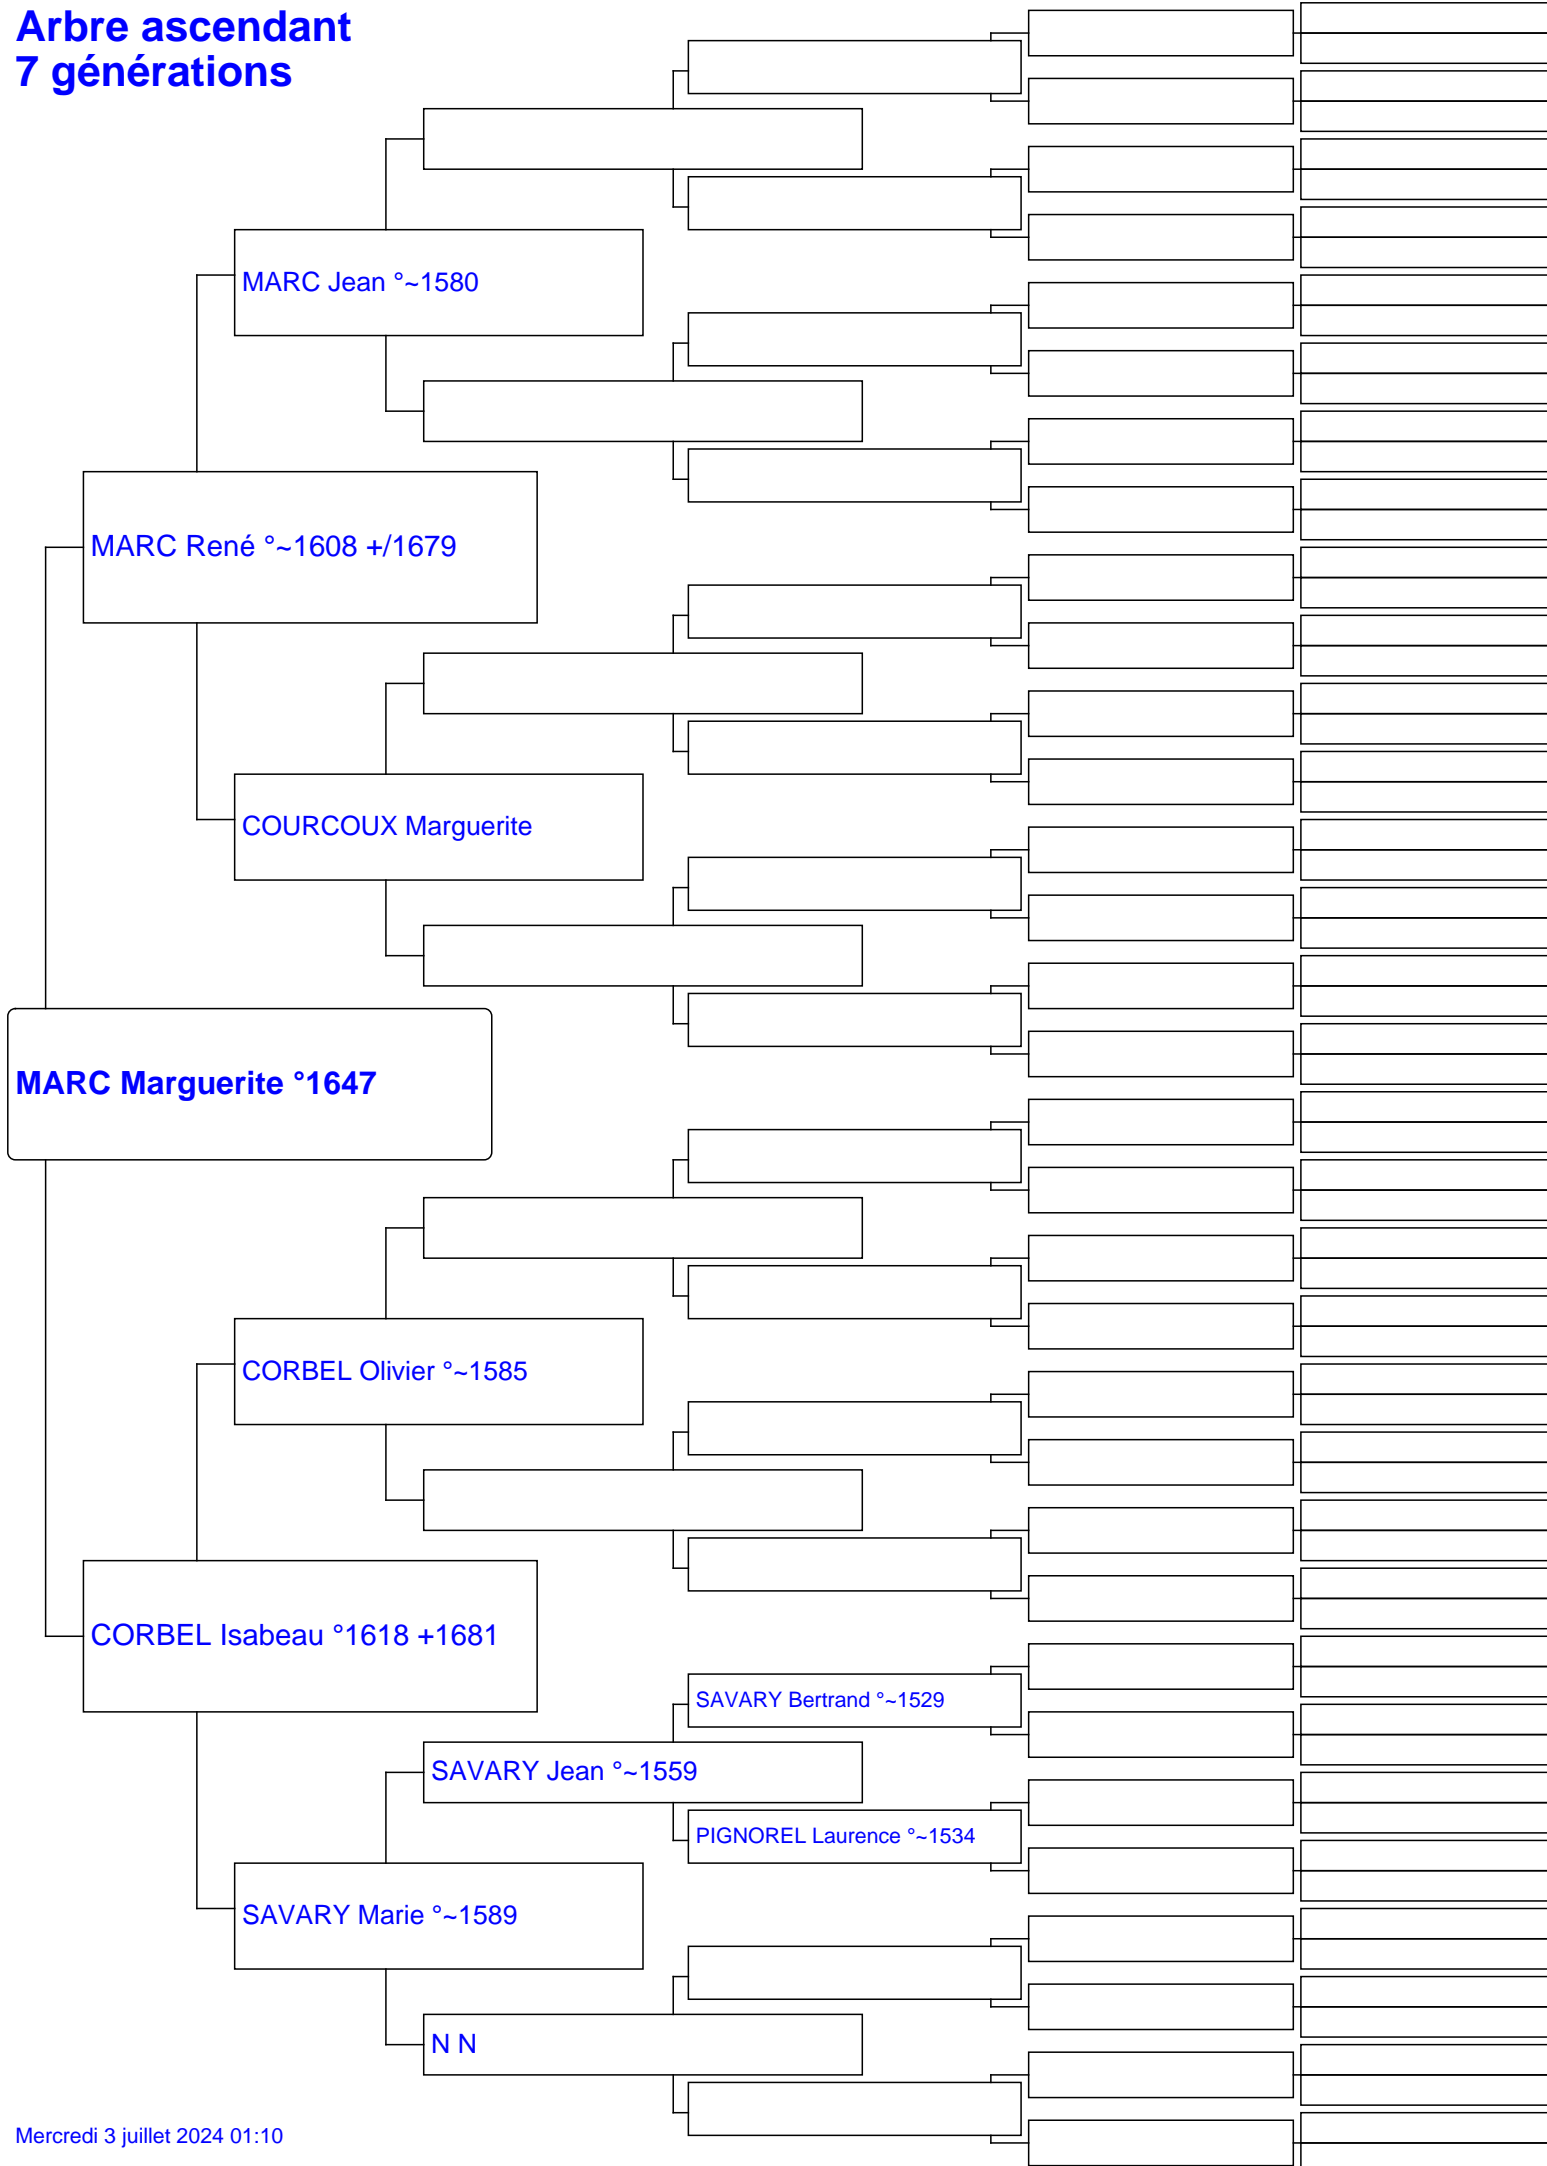 Arbre ascendant
7 générations
MARC Jean °~1580
MARC René °~1608 +/1679
COURCOUX Marguerite
MARC Marguerite °1647
CORBEL Olivier °~1585
CORBEL Isabeau °1618 +1681
SAVARY Bertrand °~1529
SAVARY Jean °~1559
PIGNOREL Laurence °~1534
SAVARY Marie °~1589
N N
Mercredi 3 juillet 2024 01:10